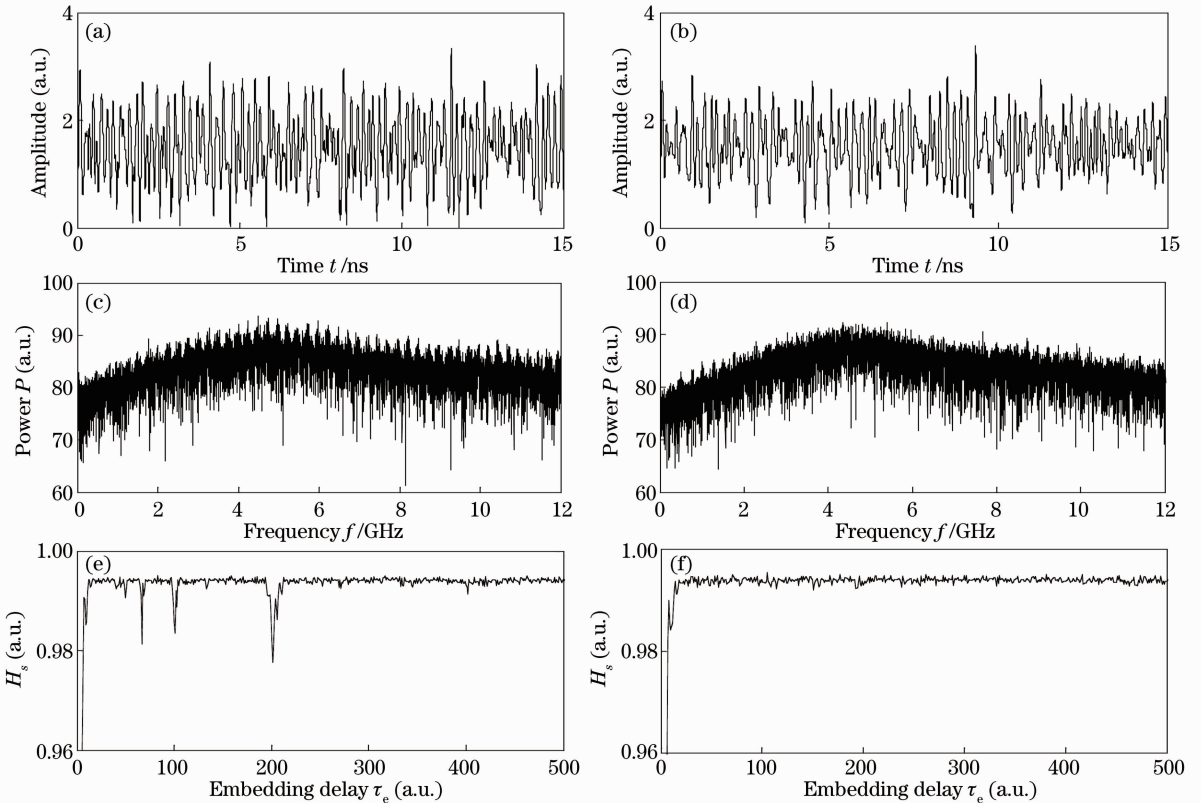 4
(a)
2
0
Amplitude (a.u.)
0 5 10 15
Time t /ns
4
(b)
2
0
Amplitude (a.u.)
0 5 10 15
Time t /ns
100
(c)
90
80
70
60
Power P (a.u.)
0 2 4 6 8 10 12
Frequency f /GHz
100
(d)
90
80
70
60
Power P (a.u.)
0 2 4 6 8 10 12
Frequency f /GHz
1.00
(e)
0.98
0.96
Hs (a.u.)
0 100 200 300 400 500
Embedding delay τe (a.u.)
1.00
(f)
0.98
0.96
Hs (a.u.)
0 100 200 300 400 500
Embedding delay τe (a.u.)